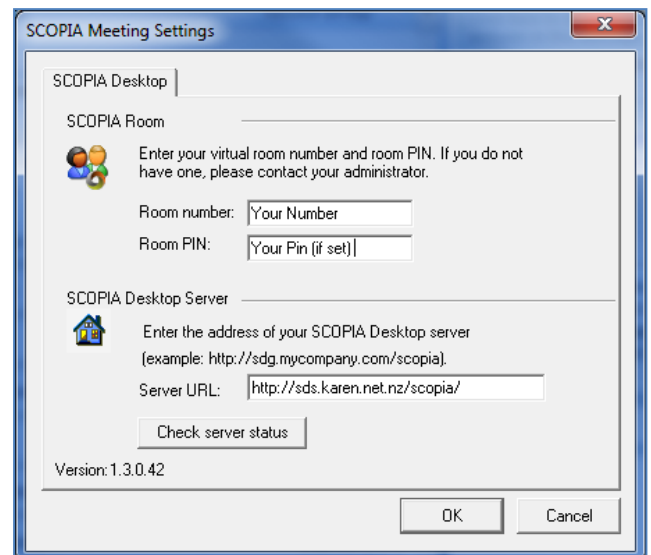 SCOPIA Meeting Settings
SCOPIA Desktop
SCOPIA Room
Enter your virtual room number and room PIN. If you do not
have one, please contact your administrator.
Room number: Your Number
Room PIN: Your Pin (if set)
SCOPIA Desktop Server
Enter the address of your SCOPIA Desktop server
(example: http://sdg.mycompany.com/scopia).
Server URL: http://sds.karen.net.nz/scopia/
Check server status
Version: 1.3.0.42
OK Cancel